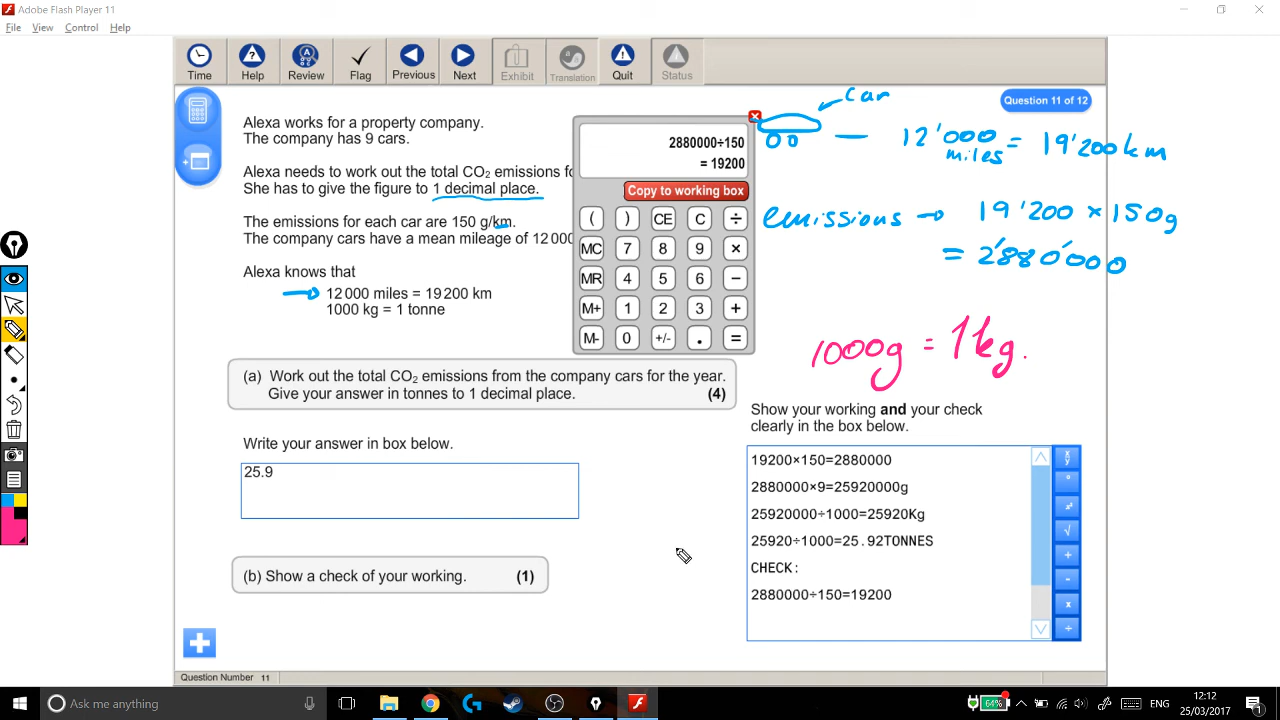 Adobe Flash Player 11
File View Control Help
Time Help Review Flag Previous Next Exhibit Translation Quit Status
Question 11 of 12
Alexa works for a property company.
The company has 9 cars.
Alexa needs to work out the total CO₂ emissions fo
She has to give the figure to 1 decimal place.
The emissions for each car are 150 g/km.
The company cars have a mean mileage of 12 000
Alexa knows that
12 000 miles = 19 200 km
1000 kg = 1 tonne
2880000÷150
= 19200
Copy to working box
( ) CE C ÷
MC 7 8 9 ×
MR 4 5 6 −
M+ 1 2 3 +
M- 0 +/- . =
car
12'000 miles = 19'200 km
emissions → 19'200 × 150g
= 2'880'000
1000g = 1kg.
(a) Work out the total CO₂ emissions from the company cars for the year.
Give your answer in tonnes to 1 decimal place. (4)
Write your answer in box below.
25.9
(b) Show a check of your working. (1)
Show your working and your check
clearly in the box below.
19200×150=2880000
2880000×9=25920000g
25920000÷1000=25920Kg
25920÷1000=25.92TONNES
CHECK:
2880000÷150=19200
x/y
°
x²
√
+
-
x
÷
Question Number 11
Ask me anything
64%
ENG
12:12
25/03/2017
1